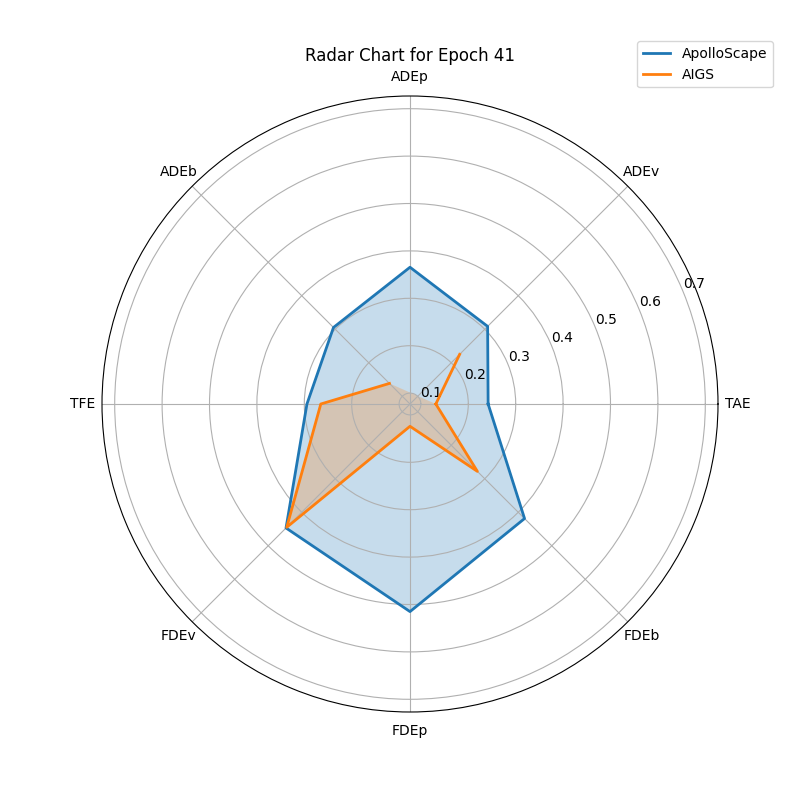 Radar Chart for Epoch 41
ApolloScape
AIGS
ADEp
ADEb
ADEv
0.7
0.6
0.5
0.4
0.3
0.2
0.1
TFE
TAE
FDEv
FDEb
FDEp